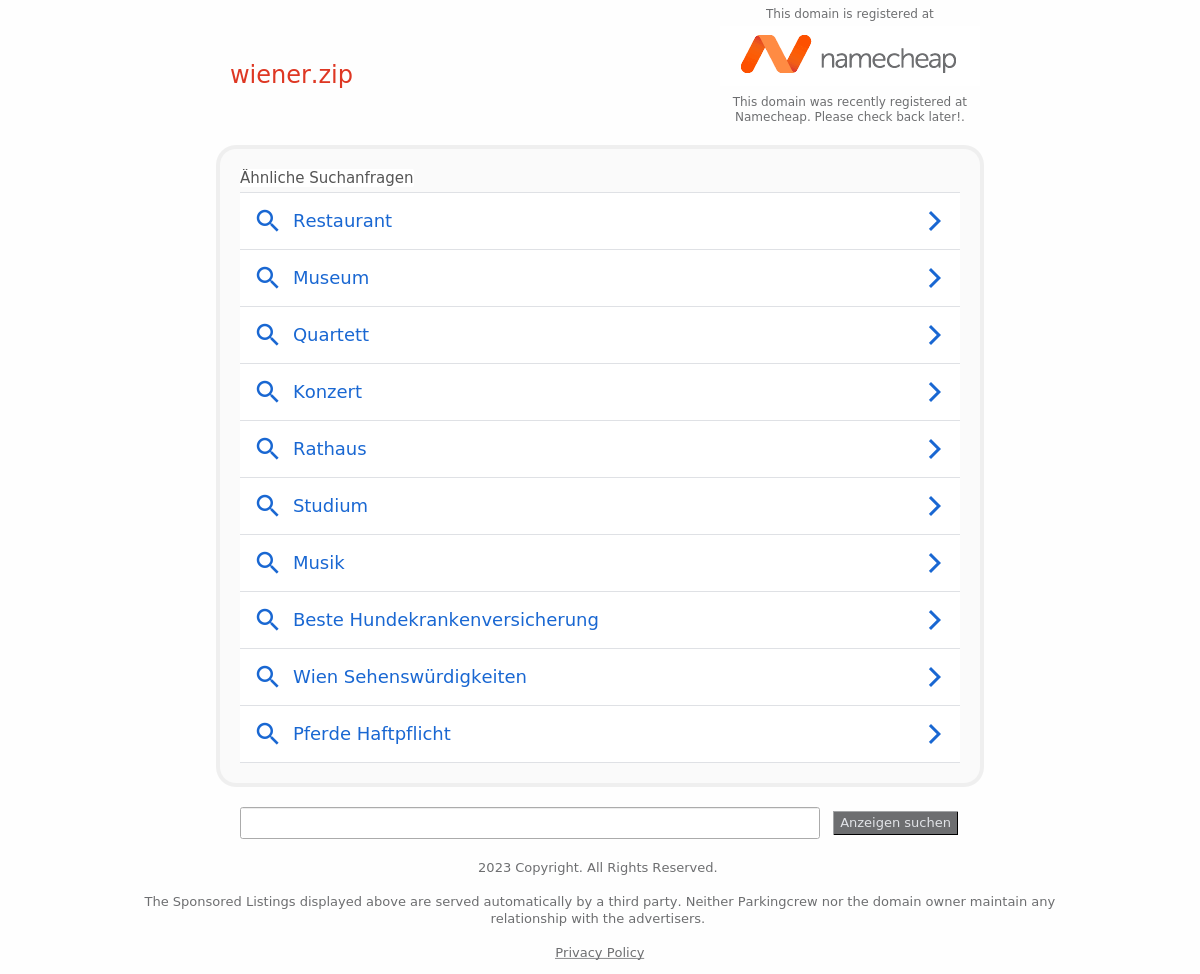 This domain is registered at
namecheap
wiener.zip
This domain was recently registered at
Namecheap. Please check back later!.
Ähnliche Suchanfragen
Restaurant
Museum
Quartett
Konzert
Rathaus
Studium
Musik
Beste Hundekrankenversicherung
Wien Sehenswürdigkeiten
Pferde Haftpflicht
Anzeigen suchen
2023 Copyright. All Rights Reserved.
The Sponsored Listings displayed above are served automatically by a third party. Neither Parkingcrew nor the domain owner maintain any
relationship with the advertisers.
Privacy Policy